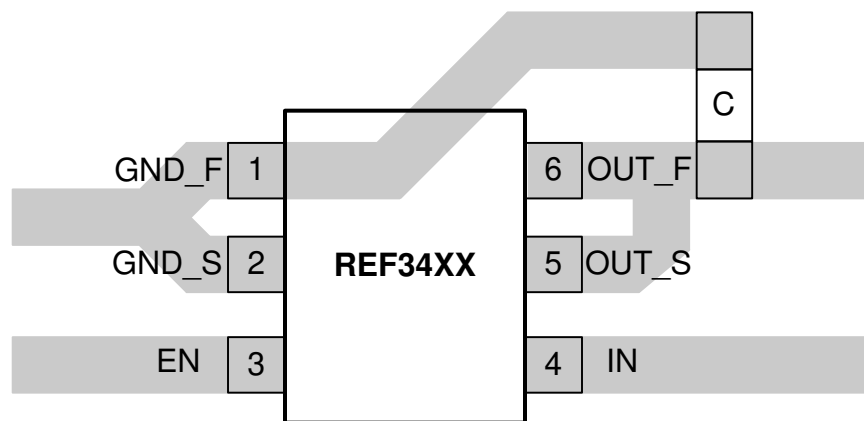 C
GND_F 1 6 OUT_F
GND_S 2 REF34XX 5 OUT_S
EN 3 4 IN